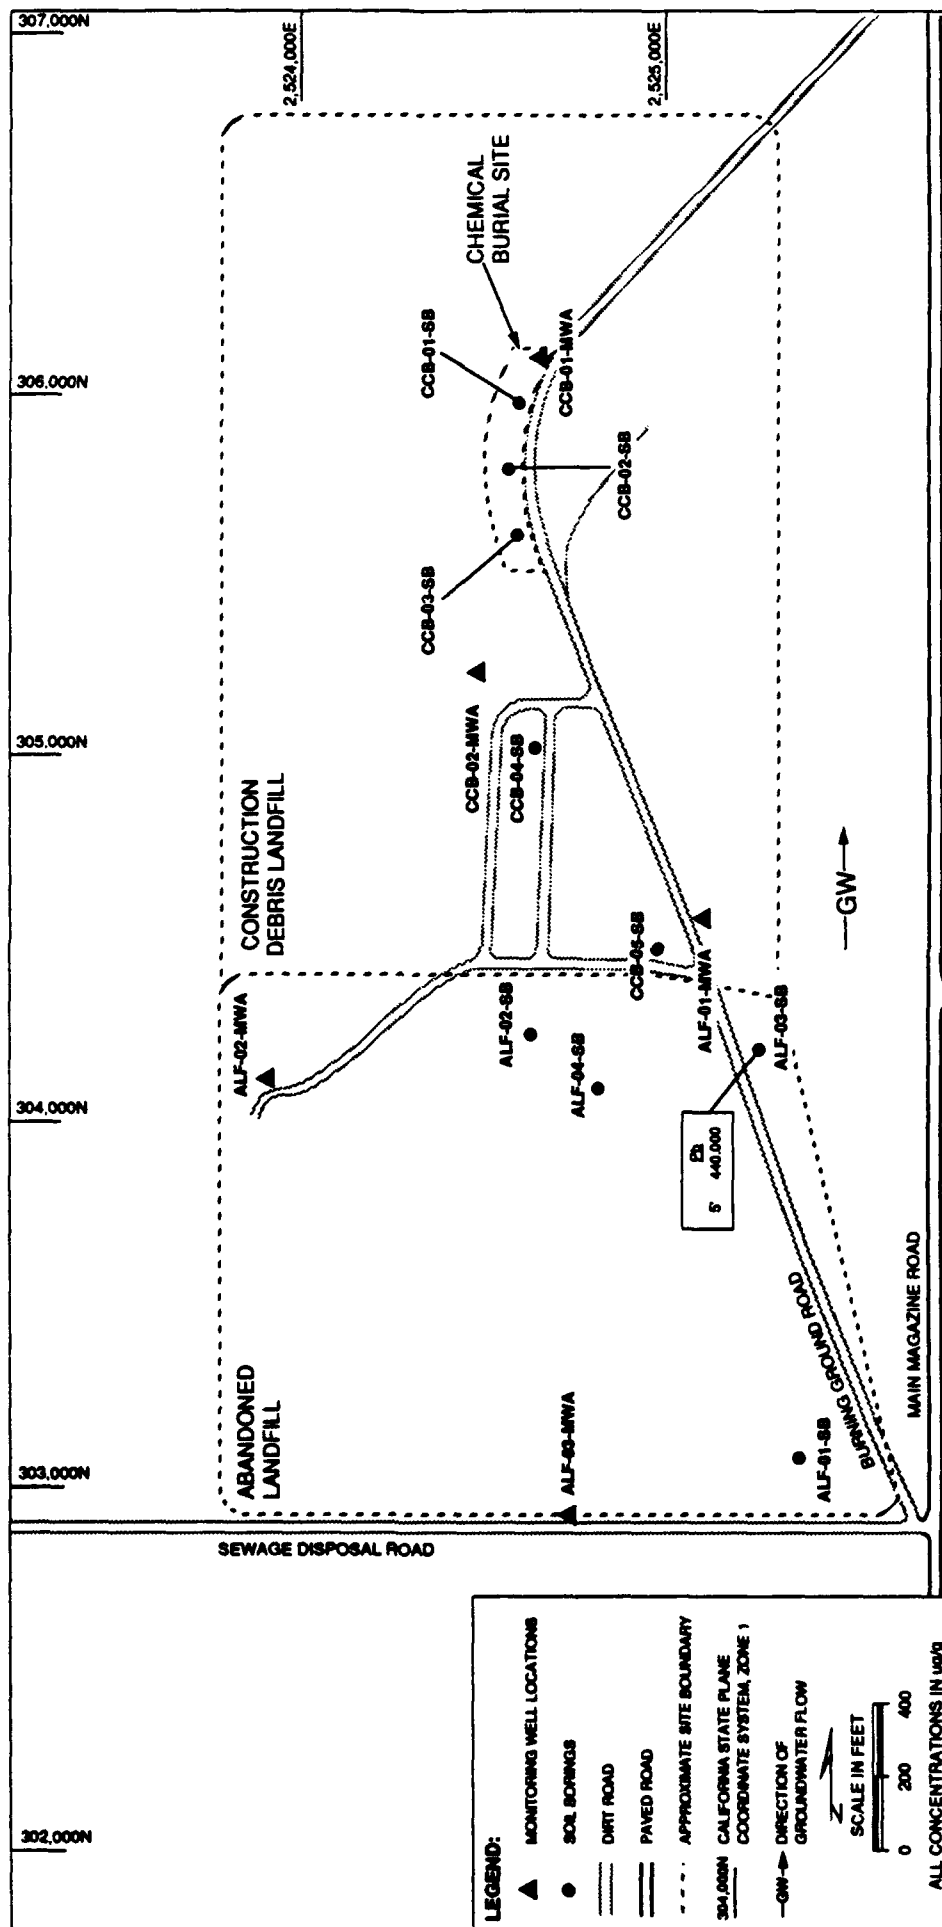 307,000N
306,000N
305,000N
304,000N
303,000N
302,000N
2,524,000E
2,525,000E
CHEMICAL
BURIAL SITE
CCB-01-SB
CCB-01-MWA
CCB-02-SB
CCB-03-SB
CCB-02-MWA
CCB-04-SB
CONSTRUCTION
DEBRIS LANDFILL
CCB-05-SB
GW
ALF-02-MWA
ALF-02-SB
ALF-04-SB
ALF-01-MWA
ALF-03-SB
Pb
5' 440.000
ABANDONED
LANDFILL
ALF-03-MWA
ALF-01-SB
BURNING GROUND ROAD
MAIN MAGAZINE ROAD
SEWAGE DISPOSAL ROAD
LEGEND:
MONITORING WELL LOCATIONS
SOIL BORINGS
DIRT ROAD
PAVED ROAD
APPROXIMATE SITE BOUNDARY
304,000N CALIFORNIA STATE PLANE
COORDINATE SYSTEM, ZONE 1
GW DIRECTION OF
GROUNDWATER FLOW
N
SCALE IN FEET
0 200 400
ALL CONCENTRATIONS IN ug/g